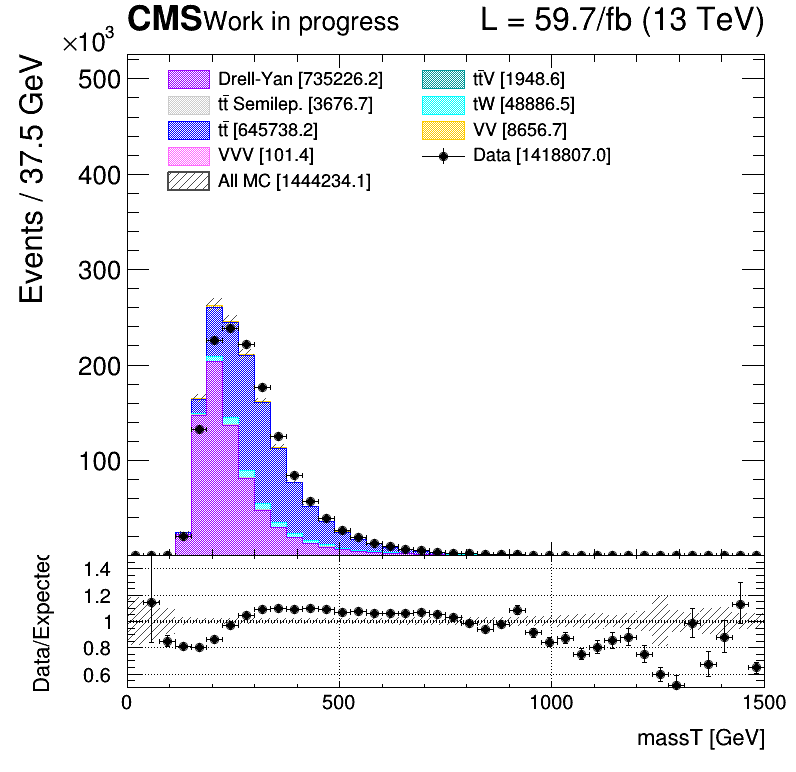 CMS Work in progress L = 59.7/fb (13 TeV)
×10³
Events / 37.5 GeV
500
400
300
200
100
Drell-Yan [735226.2]
tt̄ Semilep. [3676.7]
tt̄ [645738.2]
VVV [101.4]
All MC [1444234.1]
tt̄V [1948.6]
tW [48886.5]
VV [8656.7]
Data [1418807.0]
Data/Expected
1.4
1.2
1
0.8
0.6
0 500 1000 1500
massT [GeV]